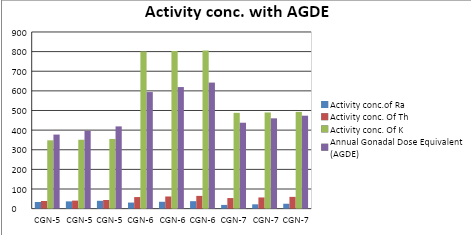 Activity conc. with AGDE
900
800
700
600
500
400
300
200
100
0
CGN-5 CGN-5 CGN-5 CGN-6 CGN-6 CGN-6 CGN-7 CGN-7 CGN-7
Activity conc.of Ra
Activity conc. Of Th
Activity conc. Of K
Annual Gonadal Dose Equivalent
(AGDE)